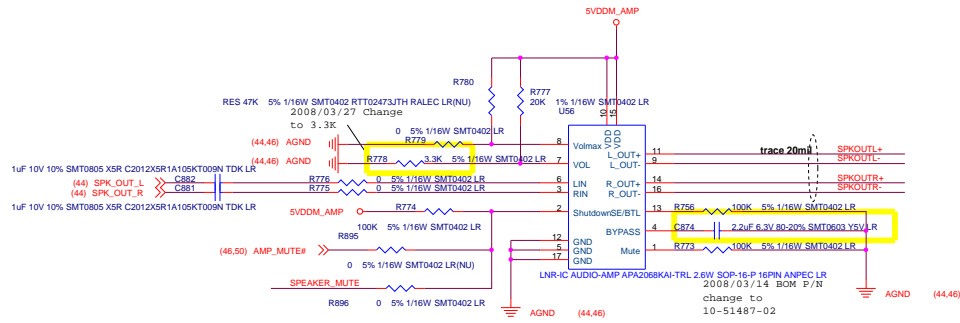 5VDDM_AMP
R780
R777
RES 47K 5% 1/16W SMT0402 RTT02473JTH RALEC LR(NU)
20K 1% 1/16W SMT0402 LR
2008/03/27 Change
to 3.3K
U56
10
15
VDD
VDD
0 5% 1/16W SMT0402 LR
R779
(44,46) AGND
8
Volmax
L_OUT+
11
trace 20mil
SPKOUTL+
R778
3.3K 5% 1/16W SMT0402 LR
(44,46) AGND
7
VOL
L_OUT-
9
SPKOUTL-
1uF 10V 10% SMT0805 X5R C2012X5R1A105KT009N TDK LR
(44) SPK_OUT_L
C882
R776
0 5% 1/16W SMT0402 LR
6
LIN
R_OUT+
14
SPKOUTR+
(44) SPK_OUT_R
C881
R775
0 5% 1/16W SMT0402 LR
3
RIN
R_OUT-
16
SPKOUTR-
1uF 10V 10% SMT0805 X5R C2012X5R1A105KT009N TDK LR
5VDDM_AMP
R774
2
Shutdown
SE/BTL
13
R756
100K 5% 1/16W SMT0402 LR
100K 5% 1/16W SMT0402 LR
BYPASS
4
C874
2.2uF 6.3V 80-20% SMT0603 Y5V LR
R895
(46,50) AMP_MUTE#
12
GND
5
GND
17
GND
Mute
1
R773
100K 5% 1/16W SMT0402 LR
0 5% 1/16W SMT0402 LR(NU)
LNR-IC AUDIO-AMP APA2068KAI-TRL 2.6W SOP-16-P 16PIN ANPEC LR
SPEAKER_MUTE
2008/03/14 BOM P/N
change to
10-51487-02
R896
0 5% 1/16W SMT0402 LR
AGND (44,46)
AGND (44,46)